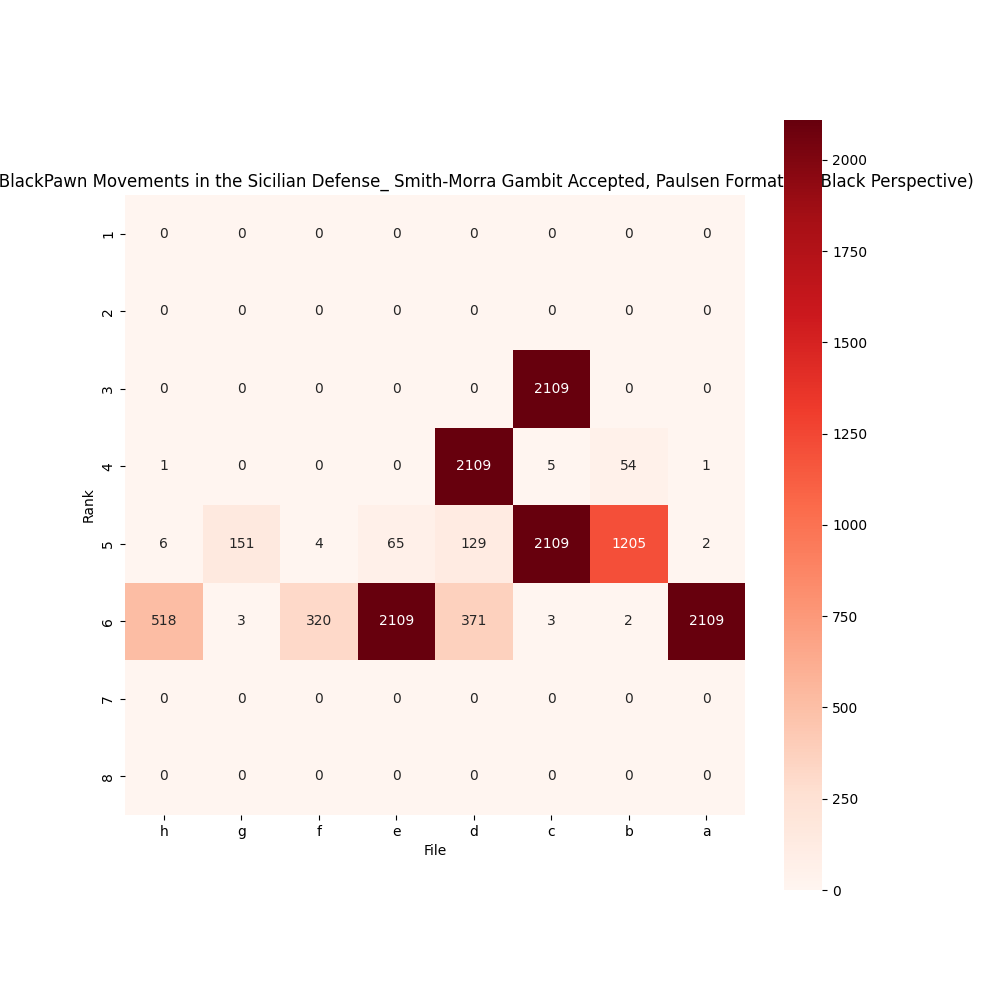 BlackPawn Movements in the Sicilian Defense_ Smith-Morra Gambit Accepted, Paulsen Format Black Perspective)
2000
1750
1500
1250
1000
750
500
250
0
Rank
1 0 0 0 0 0 0 0 0
2 0 0 0 0 0 0 0 0
3 0 0 0 0 0 2109 0 0
4 1 0 0 0 2109 5 54 1
5 6 151 4 65 129 2109 1205 2
6 518 3 320 2109 371 3 2 2109
7 0 0 0 0 0 0 0 0
8 0 0 0 0 0 0 0 0
h g f e d c b a
File